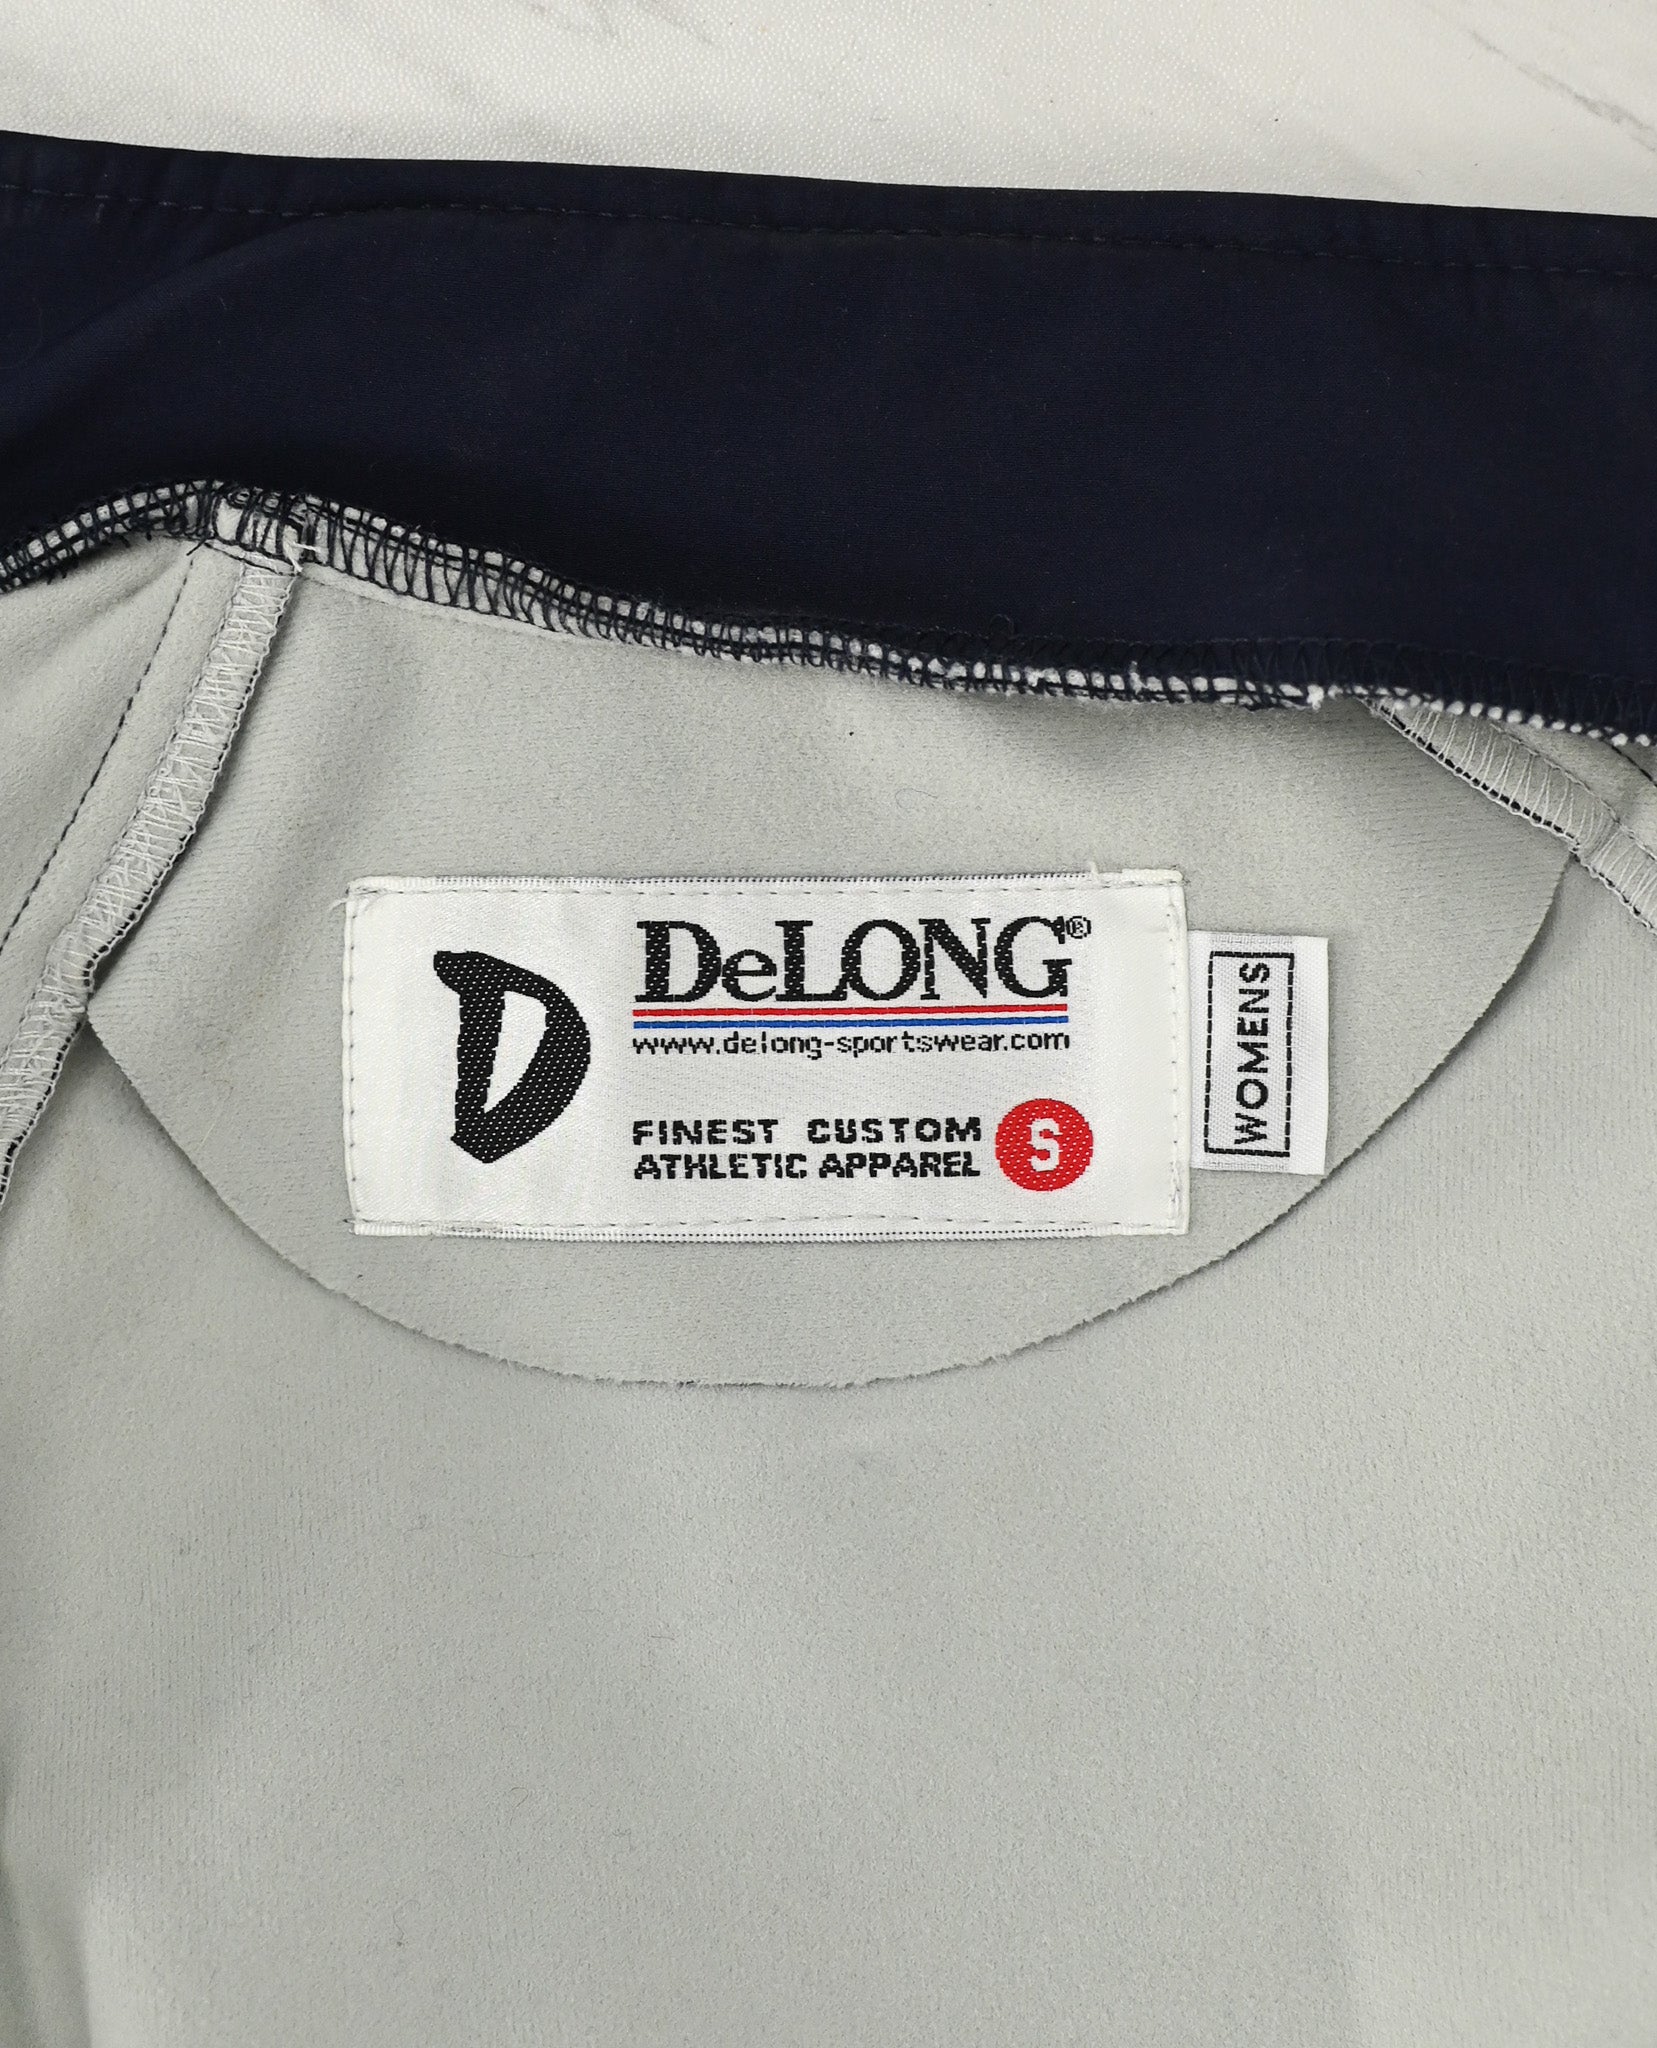 D
DeLONG®
www.delong-sportswear.com
FINEST CUSTOM
ATHLETIC APPAREL
S
WOMENS